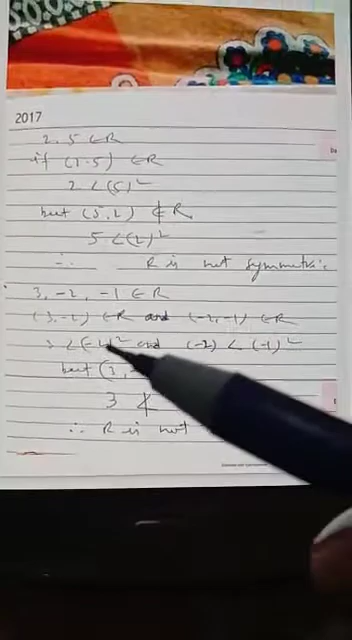 2017
2, 5 ∈ R
if (2,5) ∈ R
2 < (5)²
but (5,2) ∉ R
5 < (2)²
∴ R is not symmetric.
3, -2, -1 ∈ R
(3,-2) ∈ R and (-2,-1) ∈ R
3 < (-2)² and (-2) < (-1)²
but (3,
3 ≮
∴ R is not